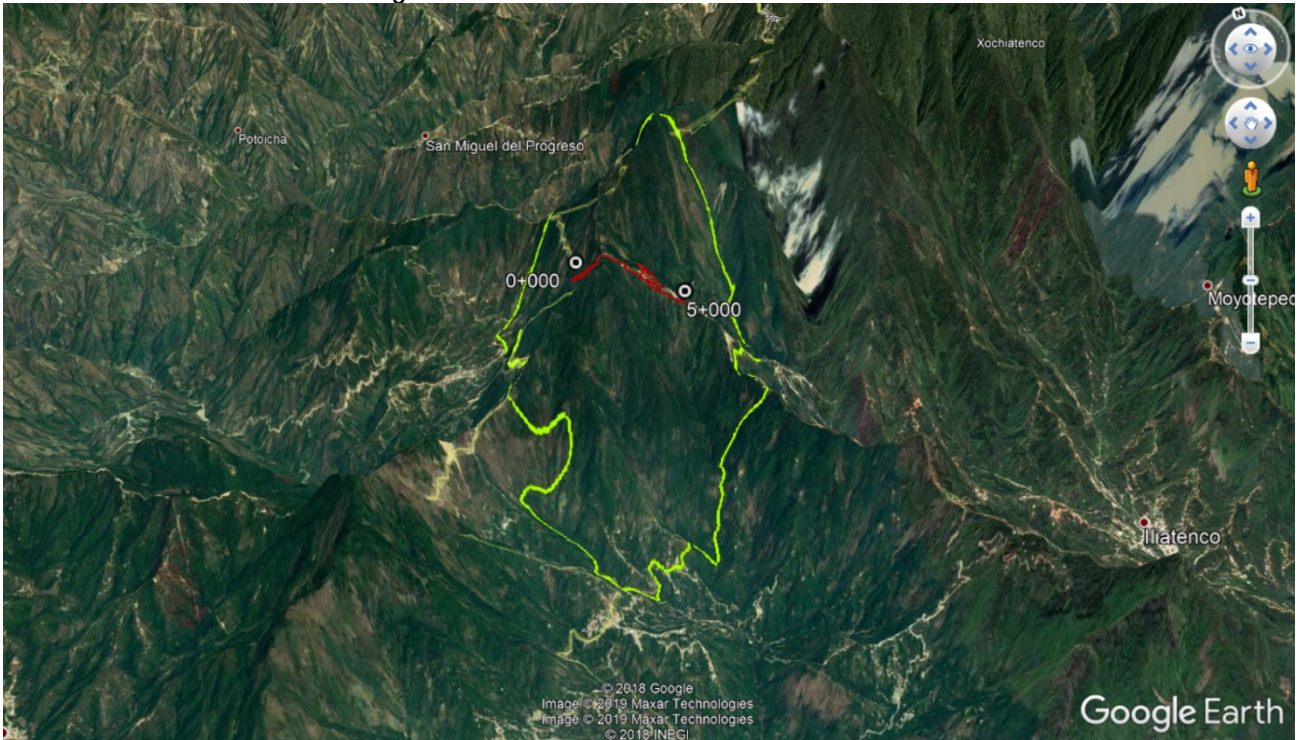 N
Xochiatenco
Potoicha
San Miguel del Progreso
0+000
5+000
Moyotepec
Iliatenco
© 2018 Google
Image © 2019 Maxar Technologies
Image © 2019 Maxar Technologies
© 2018 INEGI
Google Earth